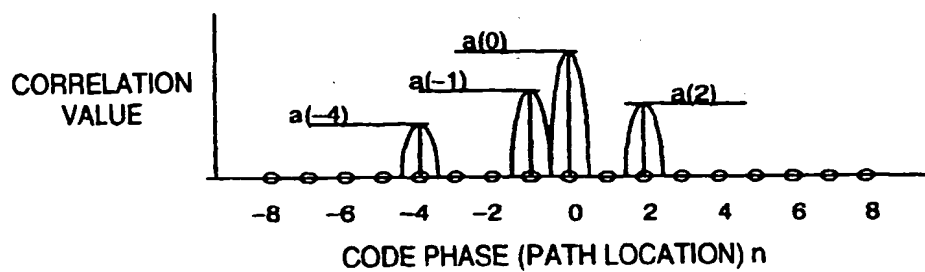 a(0)
CORRELATION
VALUE
a(−1)
a(2)
a(−4)
−8 −6 −4 −2 0 2 4 6 8
CODE PHASE (PATH LOCATION) n